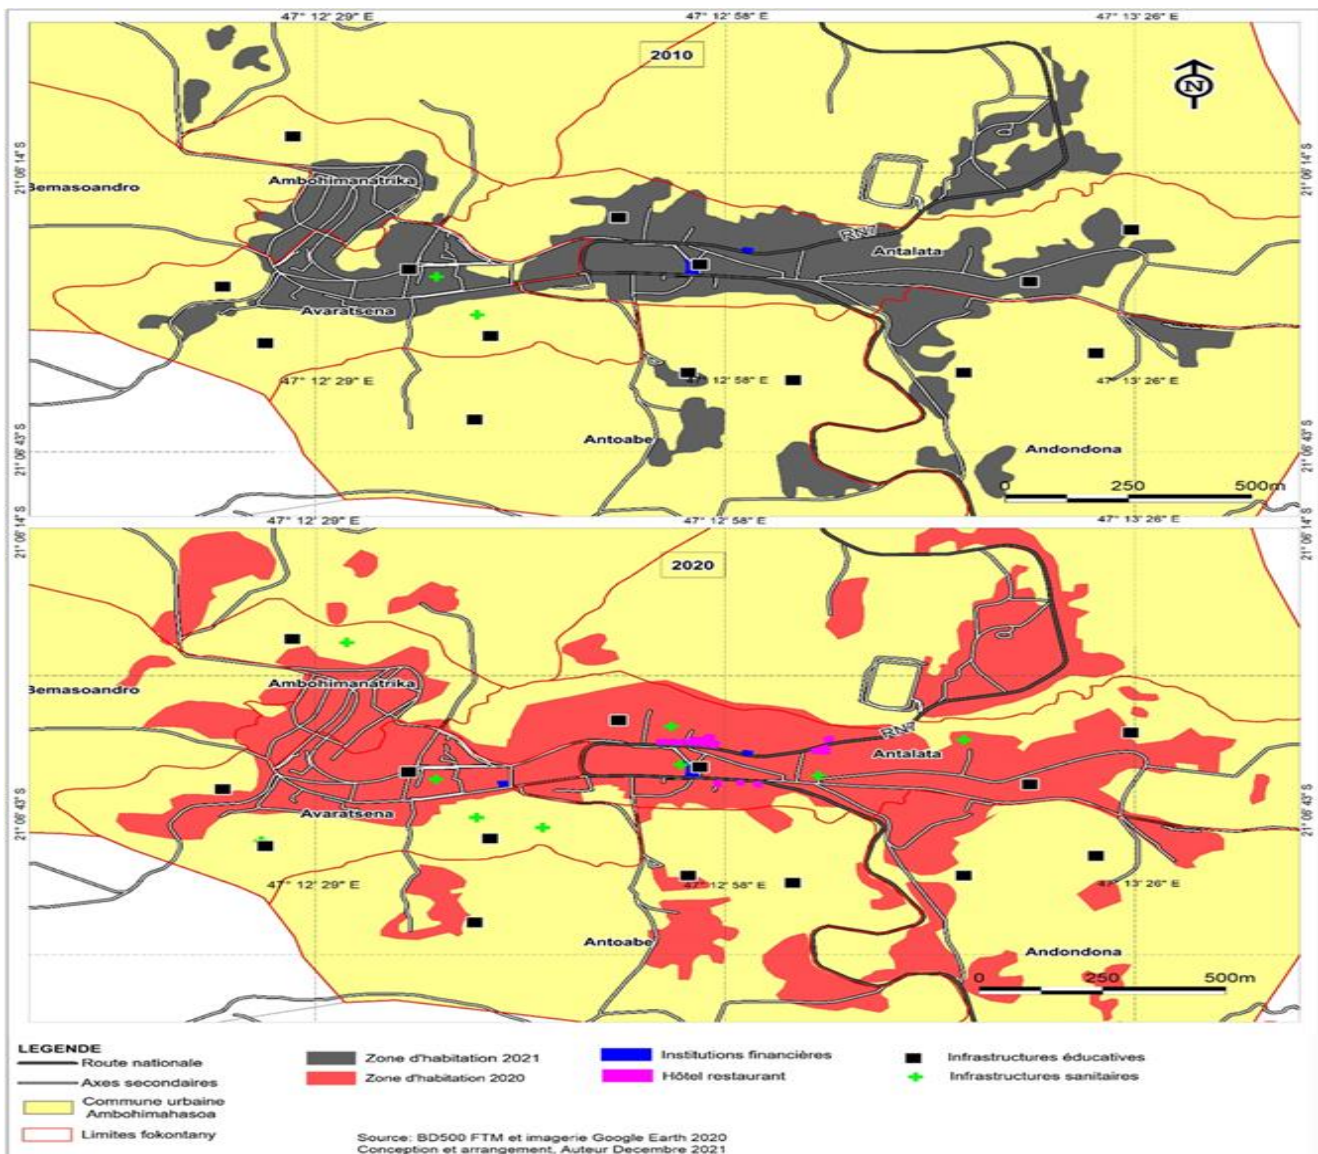 47° 12' 29" E
47° 12' 58" E
47° 13' 26" E
2010
N
21° 06' 14" S
21° 06' 14" S
Bemasoandro
Ambohimanatrika
RN7
Antalata
Avaratsena
47° 12' 29" E
47° 12' 58" E
47° 13' 26" E
Antoabe
Andondona
21° 06' 43" S
21° 06' 43" S
0 250 500m
47° 12' 29" E
47° 12' 58" E
47° 13' 26" E
21° 06' 14" S
21° 06' 14" S
2020
Bemasoandro
Ambohimanatrika
RN7
Antalata
Avaratsena
21° 06' 43" S
21° 06' 43" S
47° 12' 29" E
47° 12' 58" E
47° 13' 26" E
Antoabe
Andondona
0 250 500m
LEGENDE
Route nationale
Axes secondaires
Commune urbaine
Ambohimahasoa
Limites fokontany
Zone d'habitation 2021
Zone d'habitation 2020
Institutions financières
Hôtel restaurant
Infrastructures éducatives
Infrastructures sanitaires
Source: BD500 FTM et imagerie Google Earth 2020
Conception et arrangement, Auteur Decembre 2021